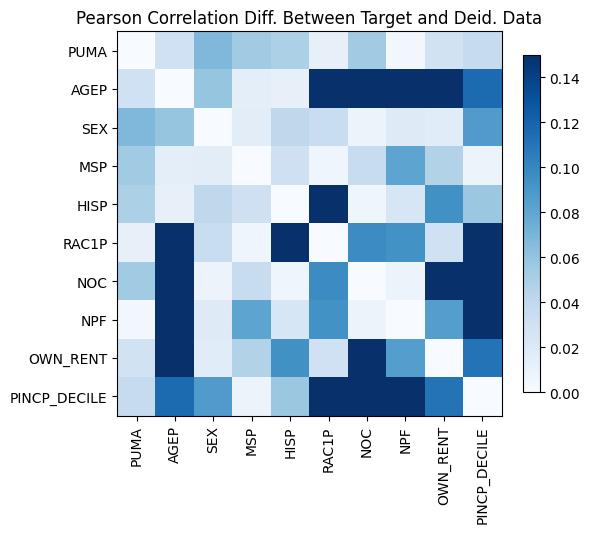 Pearson Correlation Diff. Between Target and Deid. Data
PUMA
AGEP
SEX
MSP
HISP
RAC1P
NOC
NPF
OWN_RENT
PINCP_DECILE
PUMA
AGEP
SEX
MSP
HISP
RAC1P
NOC
NPF
OWN_RENT
PINCP_DECILE
0.14
0.12
0.10
0.08
0.06
0.04
0.02
0.00